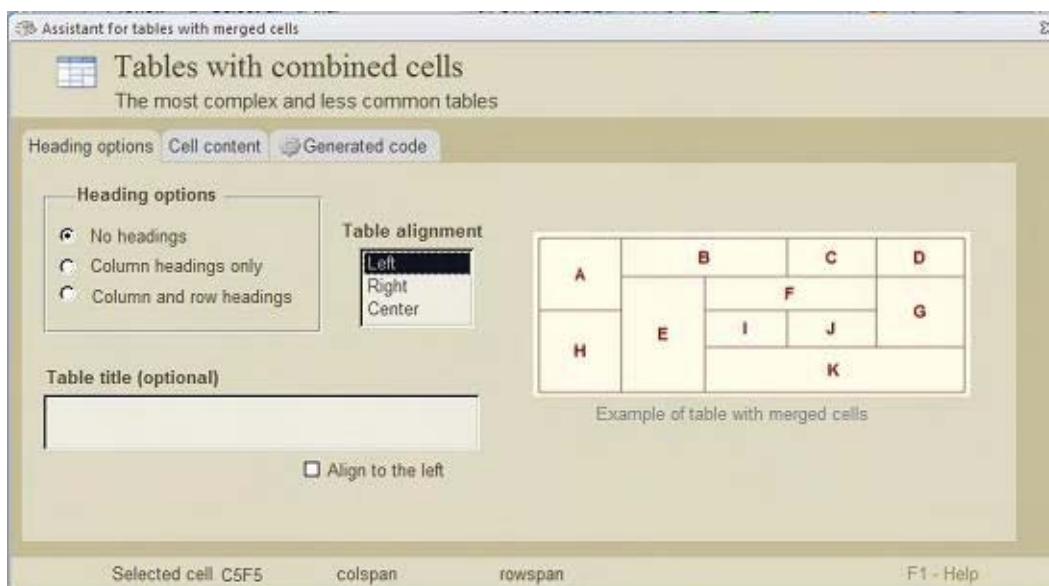 Assistant for tables with merged cells
Tables with combined cells
The most complex and less common tables
Heading options
Cell content
Generated code
Heading options
No headings
Column headings only
Column and row headings
Table alignment
Left
Right
Center
A
B
C
D
F
E
G
H
I
J
K
Example of table with merged cells
Table title (optional)
Align to the left
Selected cell C5F5 colspan rowspan F1 - Help